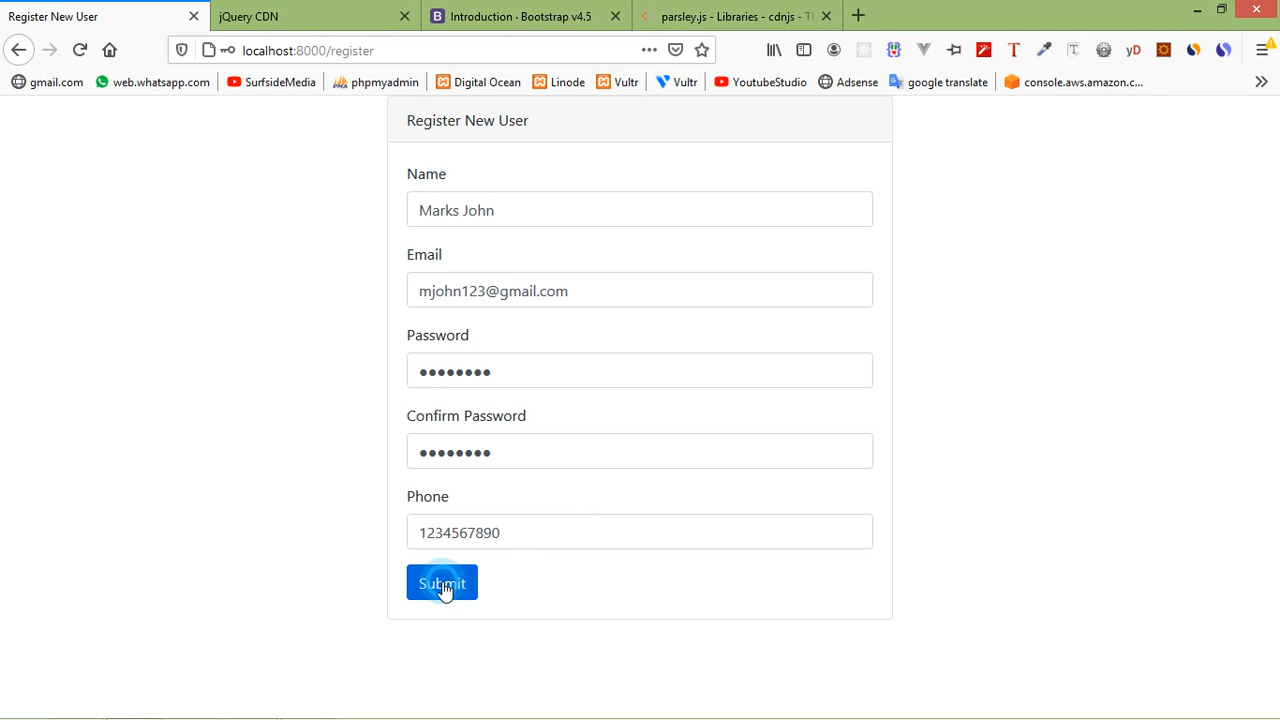 Register New User
jQuery CDN
Introduction · Bootstrap v4.5
parsley.js - Libraries - cdnjs - Th
localhost:8000/register
gmail.com
web.whatsapp.com
SurfsideMedia
phpmyadmin
Digital Ocean
Linode
Vultr
Vultr
YoutubeStudio
Adsense
google translate
console.aws.amazon.c...
Register New User
Name
Marks John
Email
mjohn123@gmail.com
Password
Confirm Password
Phone
1234567890
Submit